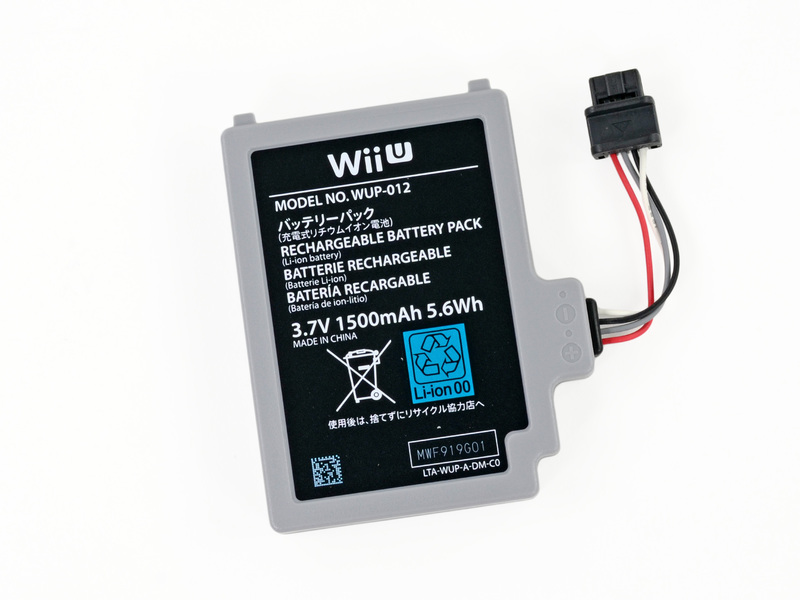 Wii U
MODEL NO. WUP-012
バッテリーパック
(充電式リチウムイオン電池)
RECHARGEABLE BATTERY PACK
(Li-ion battery)
BATTERIE RECHARGEABLE
(Batterie Li-ion)
BATERÍA RECARGABLE
(Batería de ion-litio)
3.7V 1500mAh 5.6Wh
MADE IN CHINA
Li-ion 00
使用後は、捨てずにリサイクル協力店へ
MWF919G01
LTA-WUP-A-DM-C0